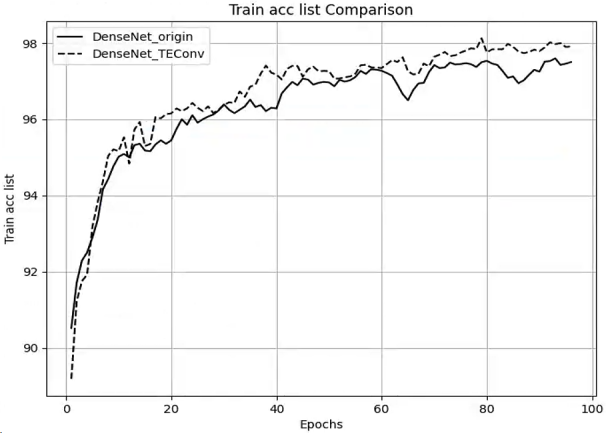 Train acc list Comparison
DenseNet_origin
DenseNet_TEConv
98
96
94
92
90
Train acc list
0 20 40 60 80 100
Epochs